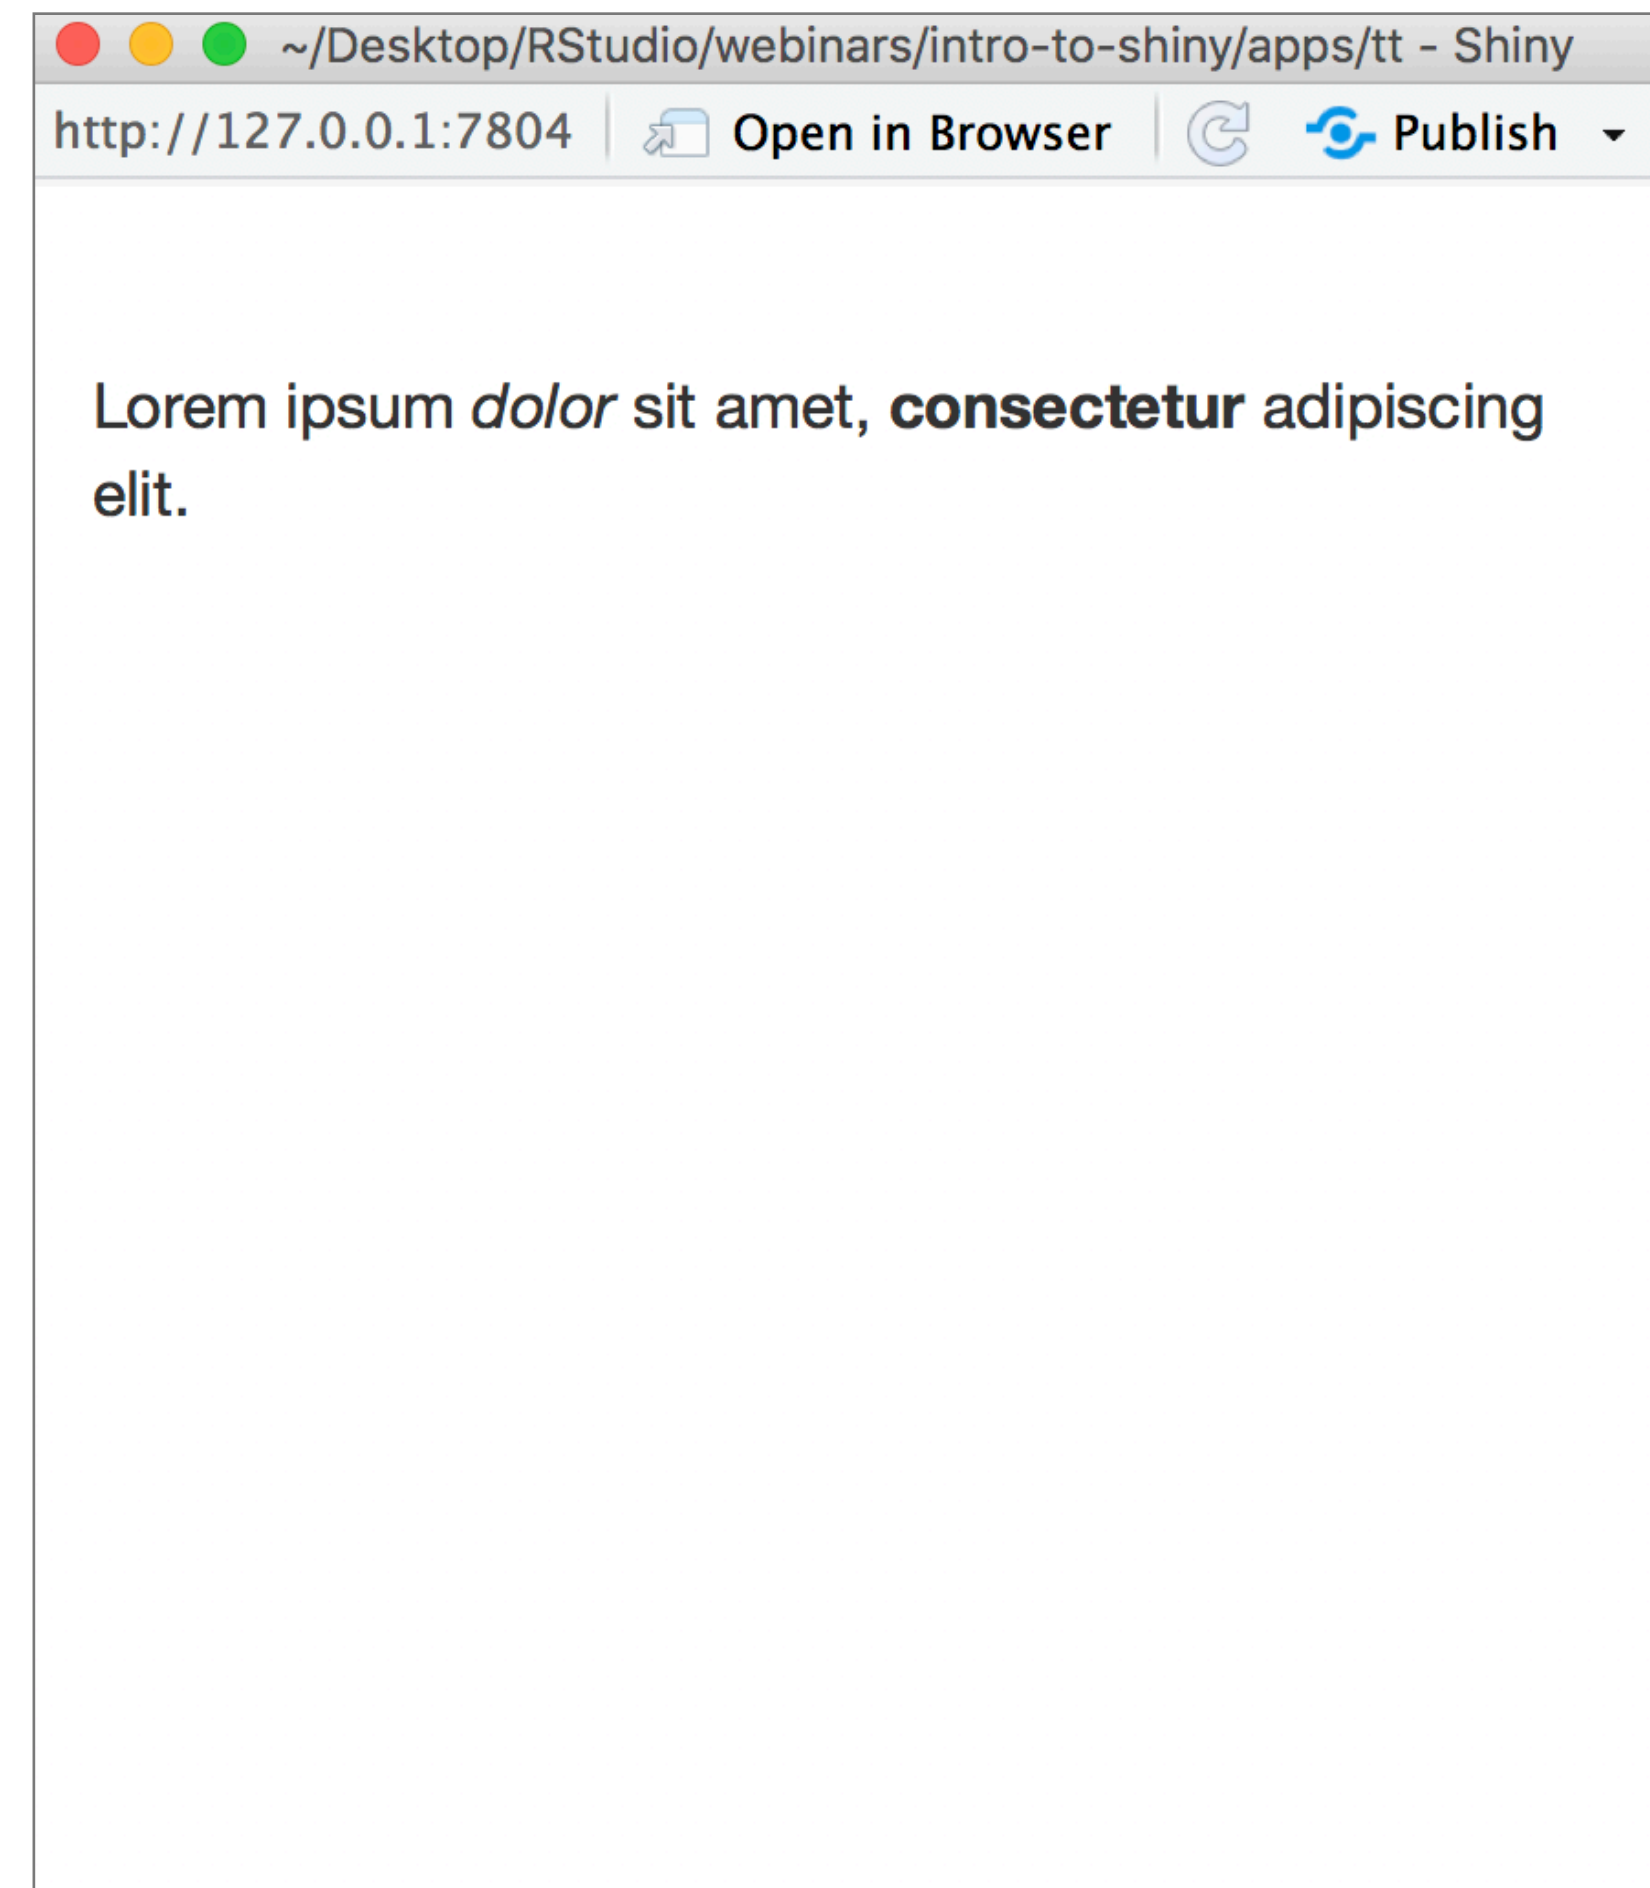 ~/Desktop/RStudio/webinars/intro-to-shiny/apps/tt - Shiny
http://127.0.0.1:7804 Open in Browser Publish
Lorem ipsum dolor sit amet, consectetur adipiscing
elit.